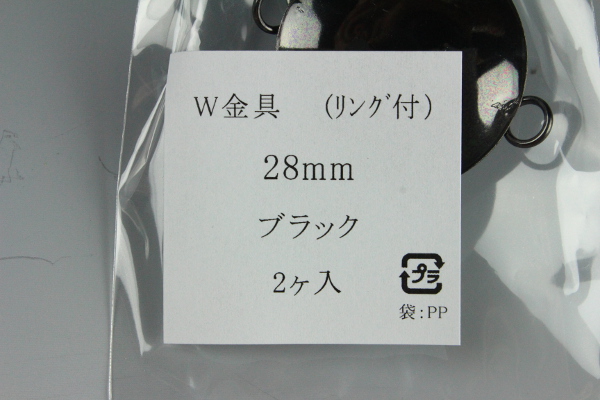 W金具 (ﾘﾝｸﾞ付)
28mm
ブラック
2ヶ入
プラ
袋:PP